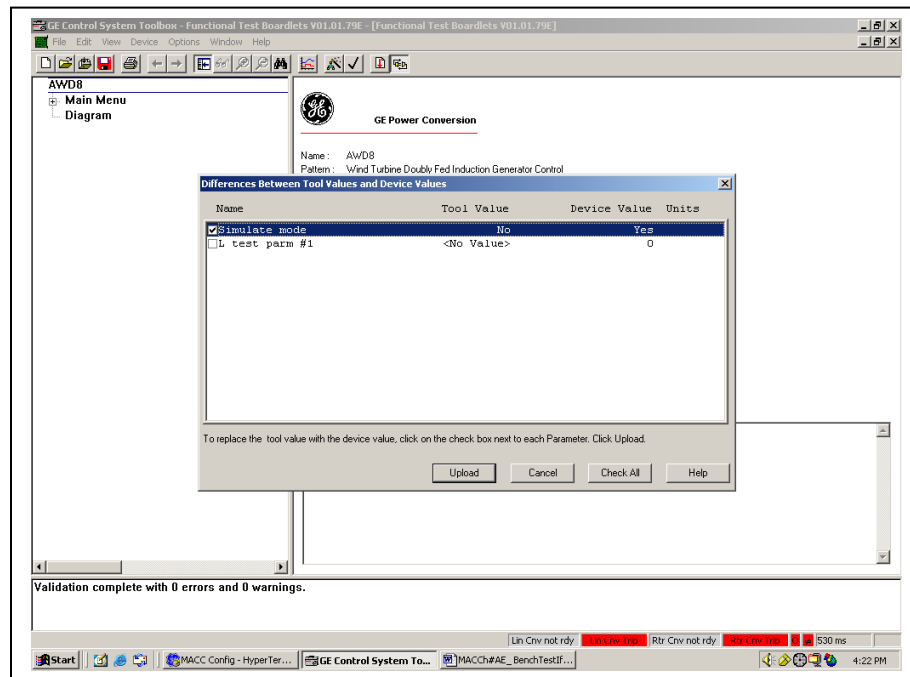 GE Control System Toolbox - Functional Test Boardlets V01.01.79E - [Functional Test Boardlets V01.01.79E]
File Edit View Device Options Window Help
AWD8
Main Menu
Diagram
GE Power Conversion
Name : AWD8
Pattern : Wind Turbine Doubly Fed Induction Generator Control
Differences Between Tool Values and Device Values
Name Tool Value Device Value Units
Simulate mode No Yes
L test parm #1 <No Value> 0
To replace the tool value with the device value, click on the check box next to each Parameter. Click Upload.
Upload Cancel Check All Help
Validation complete with 0 errors and 0 warnings.
Lin Cnv not rdy Lin Cnv Trip Rtr Cnv not rdy Rtr Cnv Trip 530 ms
Start MACC Config - HyperTer... GE Control System To... MACCh#AE_BenchTestIf... 4:22 PM